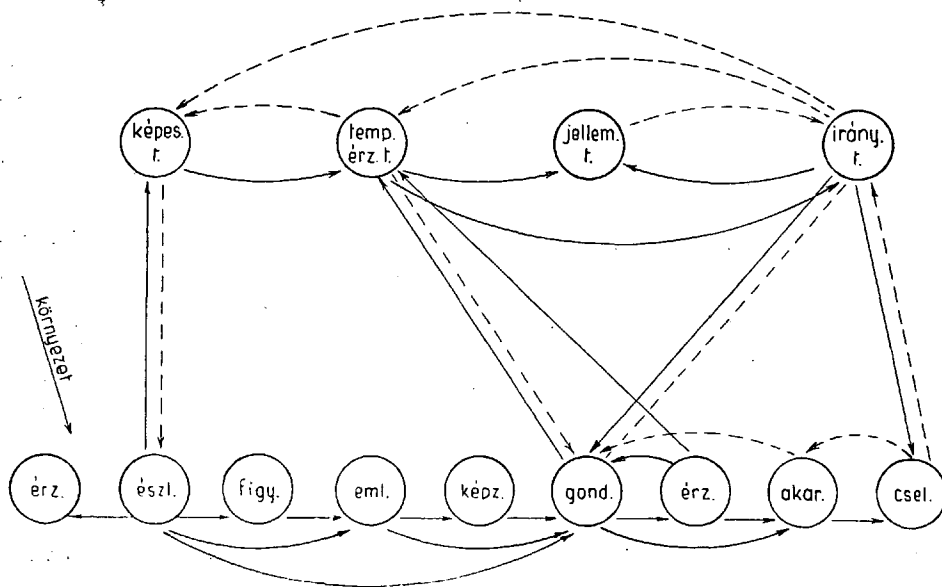 képes.
t.
temp.
érz. t.
jellem.
t.
irány.
t.
környezet
érz.
észl.
figy.
eml.
képz.
gond.
érz.
akar.
csel.